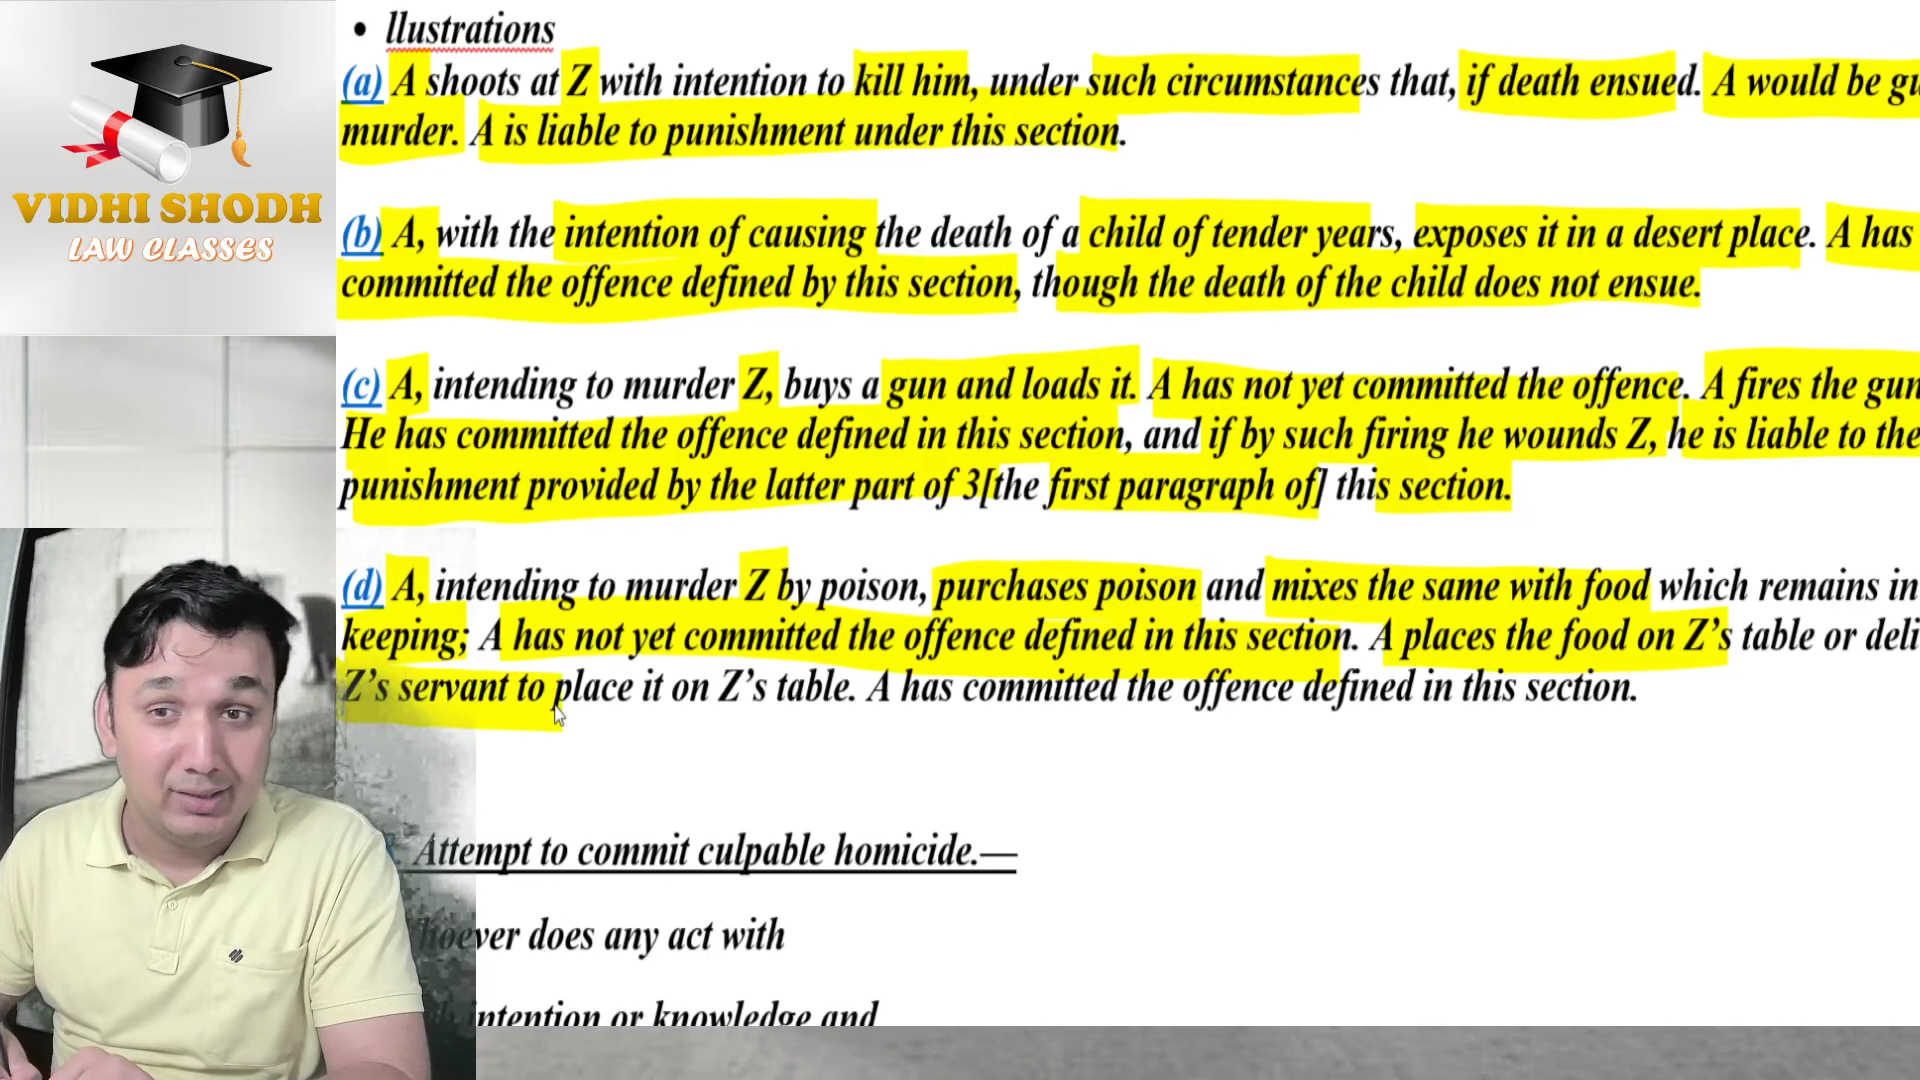 VIDHI SHODH
LAW CLASSES
• llustrations
(a) A shoots at Z with intention to kill him, under such circumstances that, if death ensued. A would be gu
murder. A is liable to punishment under this section.
(b) A, with the intention of causing the death of a child of tender years, exposes it in a desert place. A has
committed the offence defined by this section, though the death of the child does not ensue.
(c) A, intending to murder Z, buys a gun and loads it. A has not yet committed the offence. A fires the gun
He has committed the offence defined in this section, and if by such firing he wounds Z, he is liable to the
punishment provided by the latter part of 3[the first paragraph of] this section.
(d) A, intending to murder Z by poison, purchases poison and mixes the same with food which remains in
keeping; A has not yet committed the offence defined in this section. A places the food on Z’s table or deli
Z’s servant to place it on Z’s table. A has committed the offence defined in this section.
Attempt to commit culpable homicide.—
hoever does any act with
intention or knowledge and